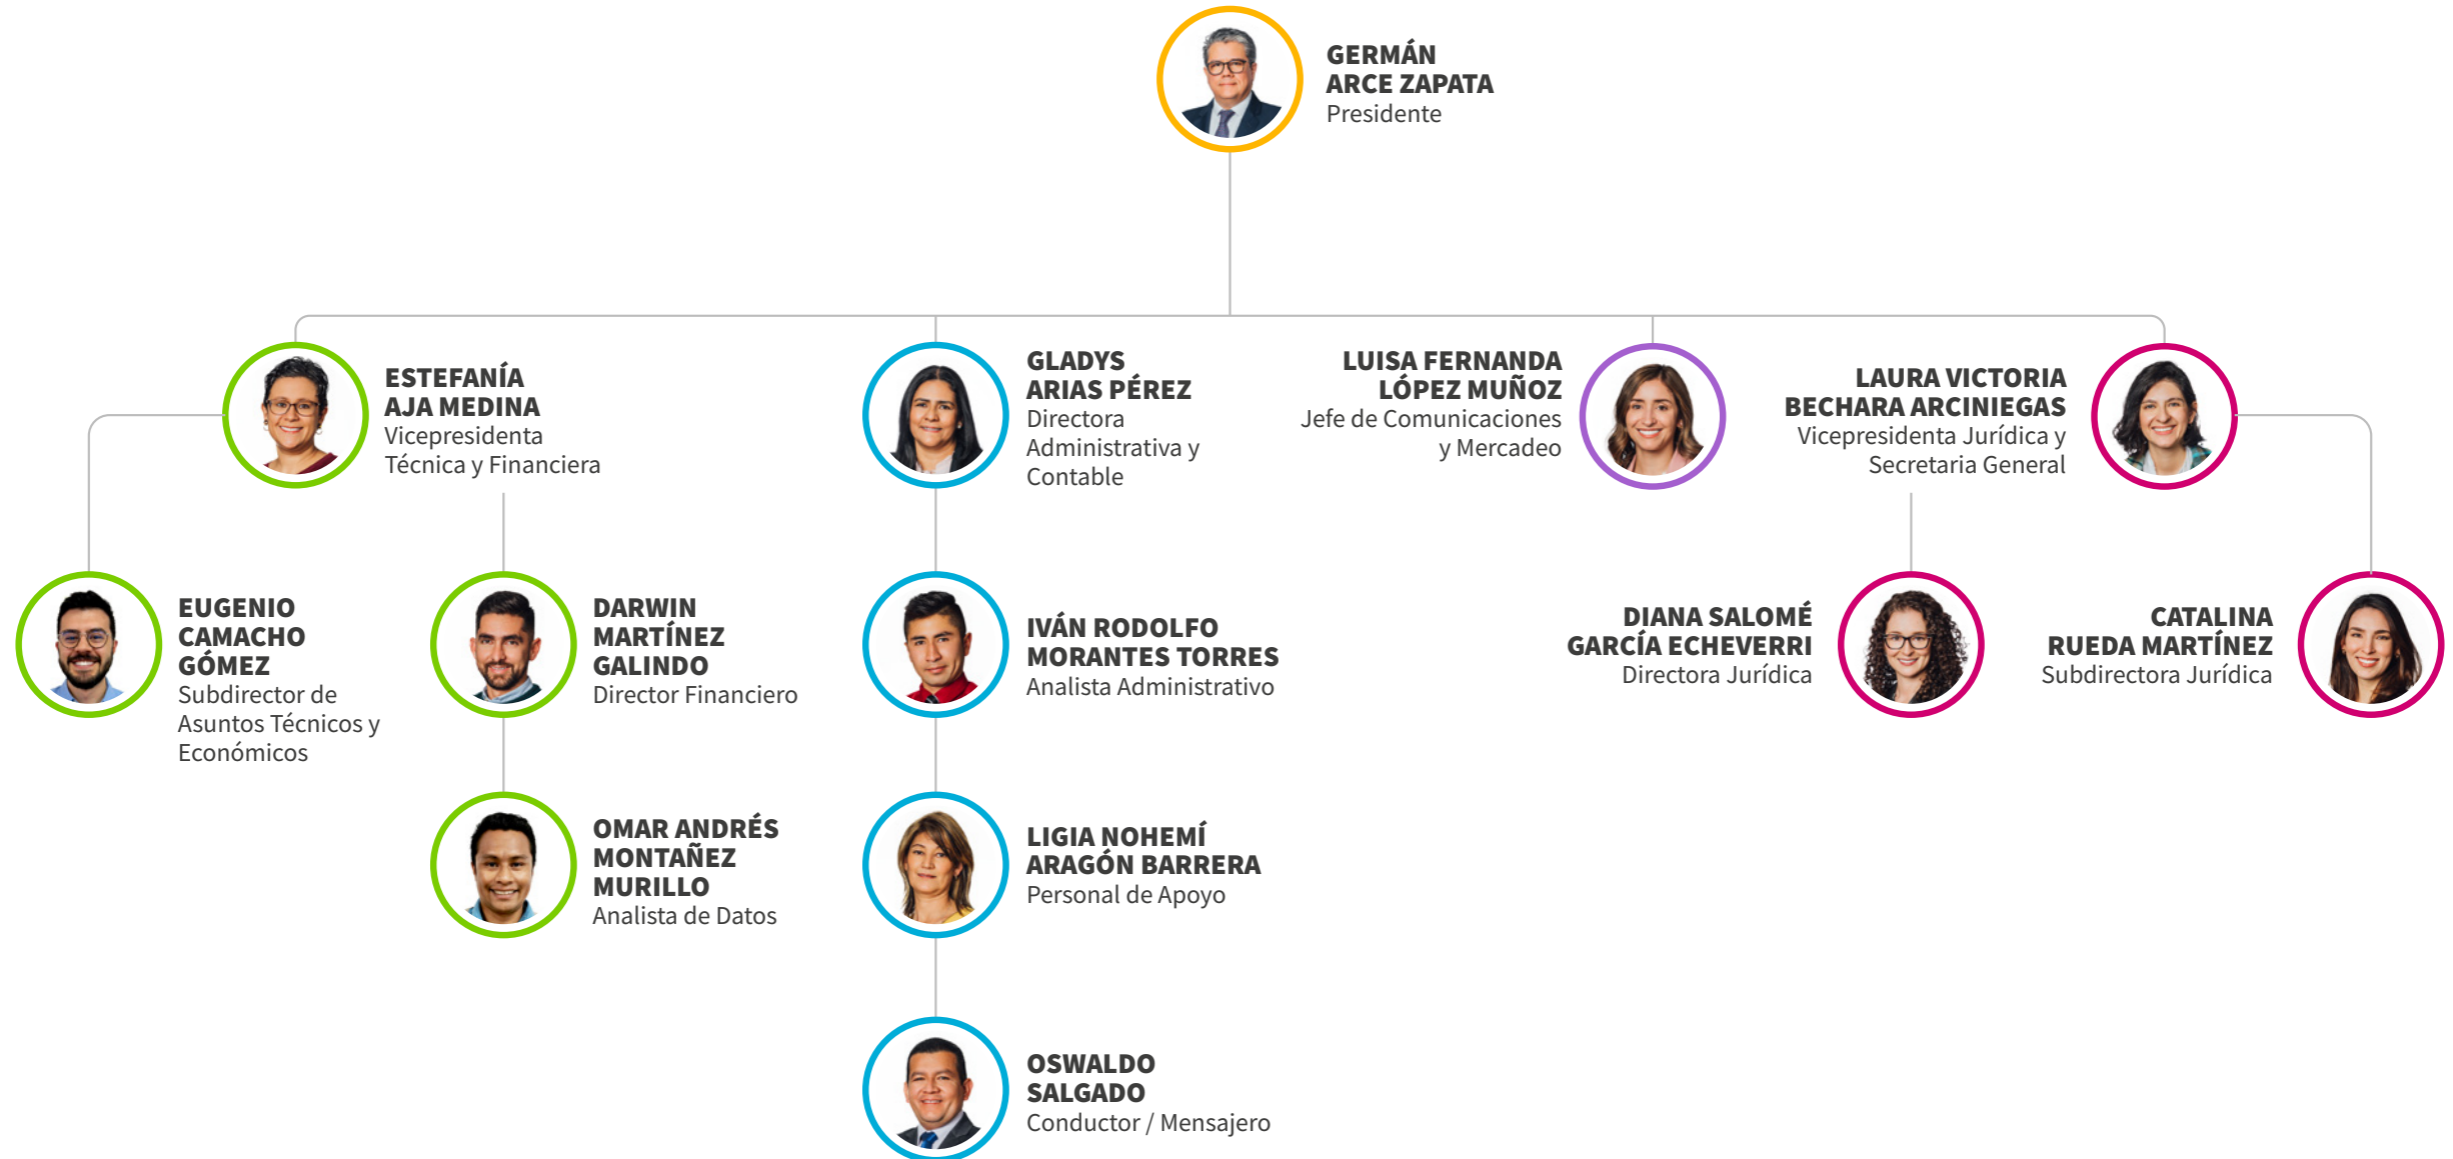 GERMÁN
ARCE ZAPATA
Presidente
ESTEFANÍA
AJA MEDINA
Vicepresidenta
Técnica y Financiera
GLADYS
ARIAS PÉREZ
Directora
Administrativa y
Contable
LUISA FERNANDA
LÓPEZ MUÑOZ
Jefe de Comunicaciones
y Mercadeo
LAURA VICTORIA
BECHARA ARCINIEGAS
Vicepresidenta Jurídica y
Secretaria General
EUGENIO
CAMACHO
GÓMEZ
Subdirector de
Asuntos Técnicos y
Económicos
DARWIN
MARTÍNEZ
GALINDO
Director Financiero
IVÁN RODOLFO
MORANTES TORRES
Analista Administrativo
DIANA SALOMÉ
GARCÍA ECHEVERRI
Directora Jurídica
CATALINA
RUEDA MARTÍNEZ
Subdirectora Jurídica
OMAR ANDRÉS
MONTAÑEZ
MURILLO
Analista de Datos
LIGIA NOHEMÍ
ARAGÓN BARRERA
Personal de Apoyo
OSWALDO
SALGADO
Conductor / Mensajero